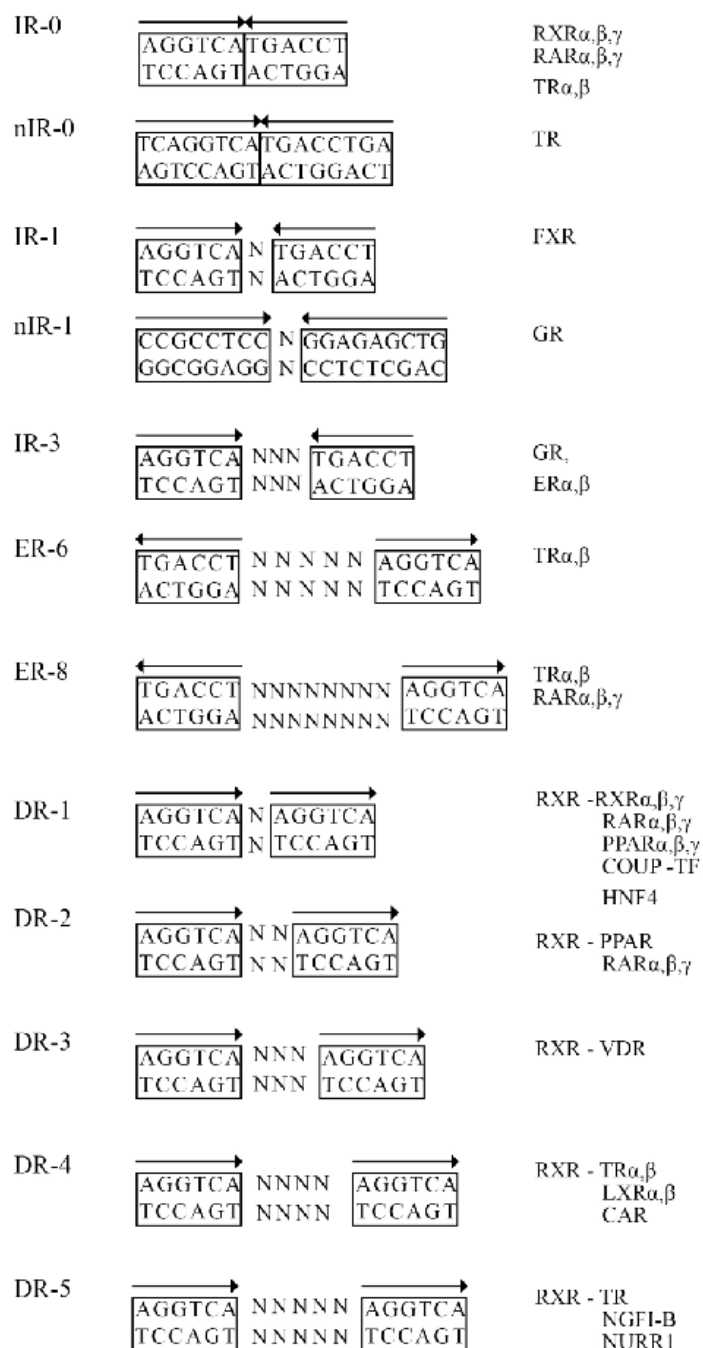 IR-0
AGGTCA TGACCT
TCCAGT ACTGGA
RXRα,β,γ
RARα,β,γ
TRα,β
nIR-0
TCAGGTCA TGACCTGA
AGTCCAGT ACTGGACT
TR
IR-1
AGGTCA N TGACCT
TCCAGT N ACTGGA
FXR
nIR-1
CCGCCTCC N GGAGAGCTG
GGCGGAGG N CCTCTCGAC
GR
IR-3
AGGTCA NNN TGACCT
TCCAGT NNN ACTGGA
GR,
ERα,β
ER-6
TGACCT N N N N N AGGTCA
ACTGGA N N N N N TCCAGT
TRα,β
ER-8
TGACCT NNNNNNNN AGGTCA
ACTGGA NNNNNNNN TCCAGT
TRα,β
RARα,β,γ
DR-1
AGGTCA N AGGTCA
TCCAGT N TCCAGT
RXR -RXRα,β,γ
RARα,β,γ
PPARα,β,γ
COUP -TF
HNF4
DR-2
AGGTCA N N AGGTCA
TCCAGT N N TCCAGT
RXR - PPAR
RARα,β,γ
DR-3
AGGTCA NNN AGGTCA
TCCAGT NNN TCCAGT
RXR - VDR
DR-4
AGGTCA NNNN AGGTCA
TCCAGT NNNN TCCAGT
RXR - TRα,β
LXRα,β
CAR
DR-5
AGGTCA NNNNN AGGTCA
TCCAGT NNNNN TCCAGT
RXR - TR
NGFI-B
NURR1